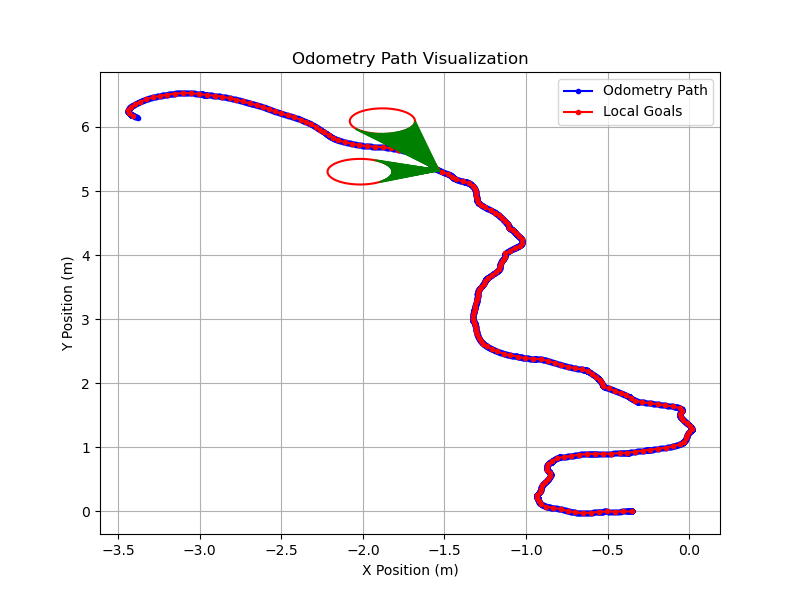 Odometry Path Visualization
Odometry Path
Local Goals
Y Position (m)
6
5
4
3
2
1
0
−3.5 −3.0 −2.5 −2.0 −1.5 −1.0 −0.5 0.0
X Position (m)